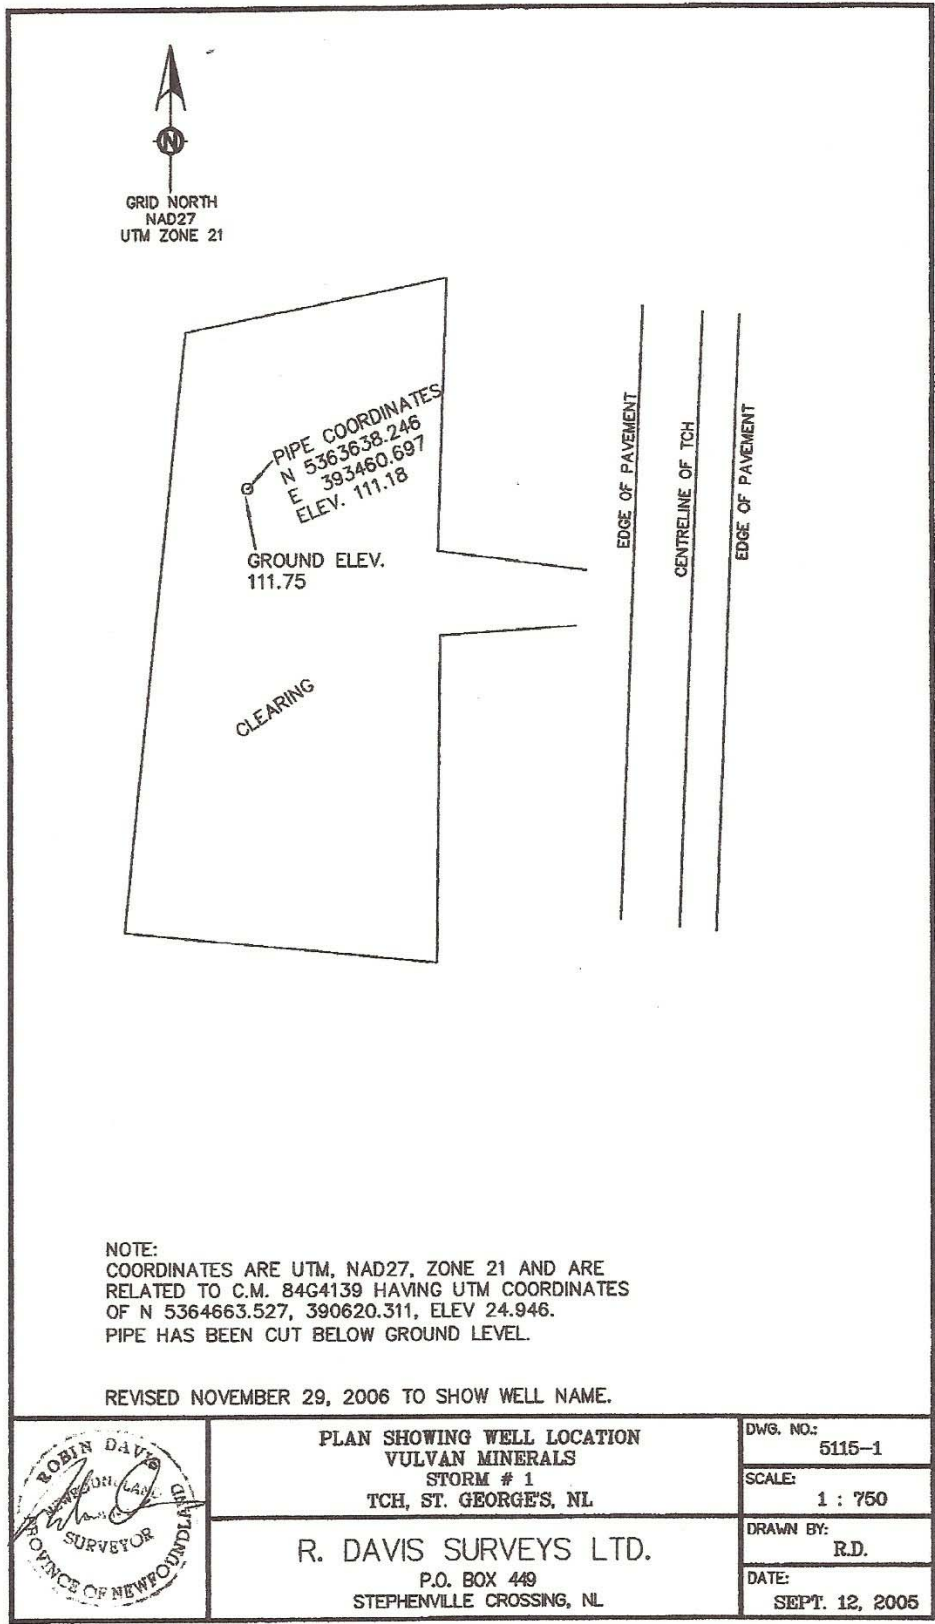 N
GRID NORTH
NAD27
UTM ZONE 21
PIPE COORDINATES
N 5363638.246
E 393460.697
ELEV. 111.18
GROUND ELEV.
111.75
CLEARING
EDGE OF PAVEMENT
CENTRELINE OF TCH
EDGE OF PAVEMENT
NOTE:
COORDINATES ARE UTM, NAD27, ZONE 21 AND ARE
RELATED TO C.M. 84G4139 HAVING UTM COORDINATES
OF N 5364663.527, 390620.311, ELEV 24.946.
PIPE HAS BEEN CUT BELOW GROUND LEVEL.
REVISED NOVEMBER 29, 2006 TO SHOW WELL NAME.
ROBIN DAVIS
NEWFOUNDLAND
SURVEYOR
PROVINCE OF NEWFOUNDLAND
PLAN SHOWING WELL LOCATION
VULVAN MINERALS
STORM # 1
TCH, ST. GEORGE'S, NL
R. DAVIS SURVEYS LTD.
P.O. BOX 449
STEPHENVILLE CROSSING, NL
DWG. NO.:
5115-1
SCALE:
1 : 750
DRAWN BY:
R.D.
DATE:
SEPT. 12, 2005